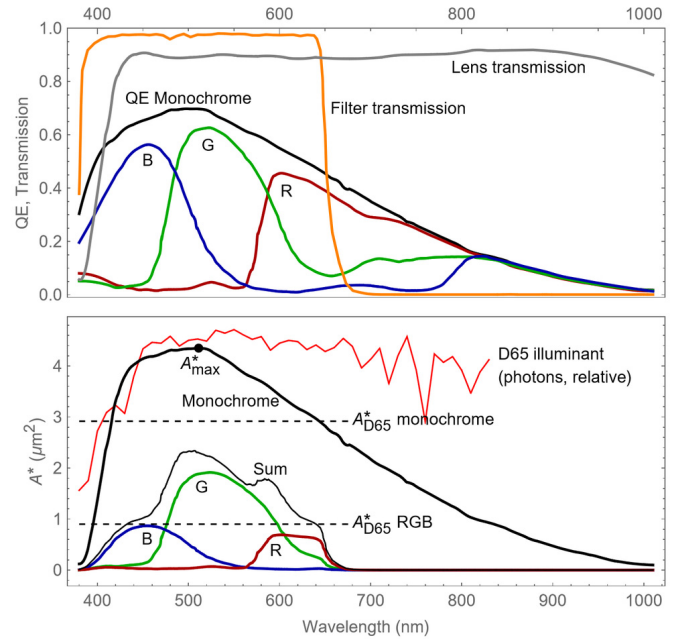 400 600 800 1000
1.0
0.8
0.6
0.4
0.2
0.0
QE, Transmission
Lens transmission
QE Monochrome
Filter transmission
B
G
R
4
3
2
1
0
A* (μm²)
D65 illuminant
(photons, relative)
A*max
Monochrome
A*D65 monochrome
Sum
G
A*D65 RGB
B
R
400 500 600 700 800 900 1000
Wavelength (nm)